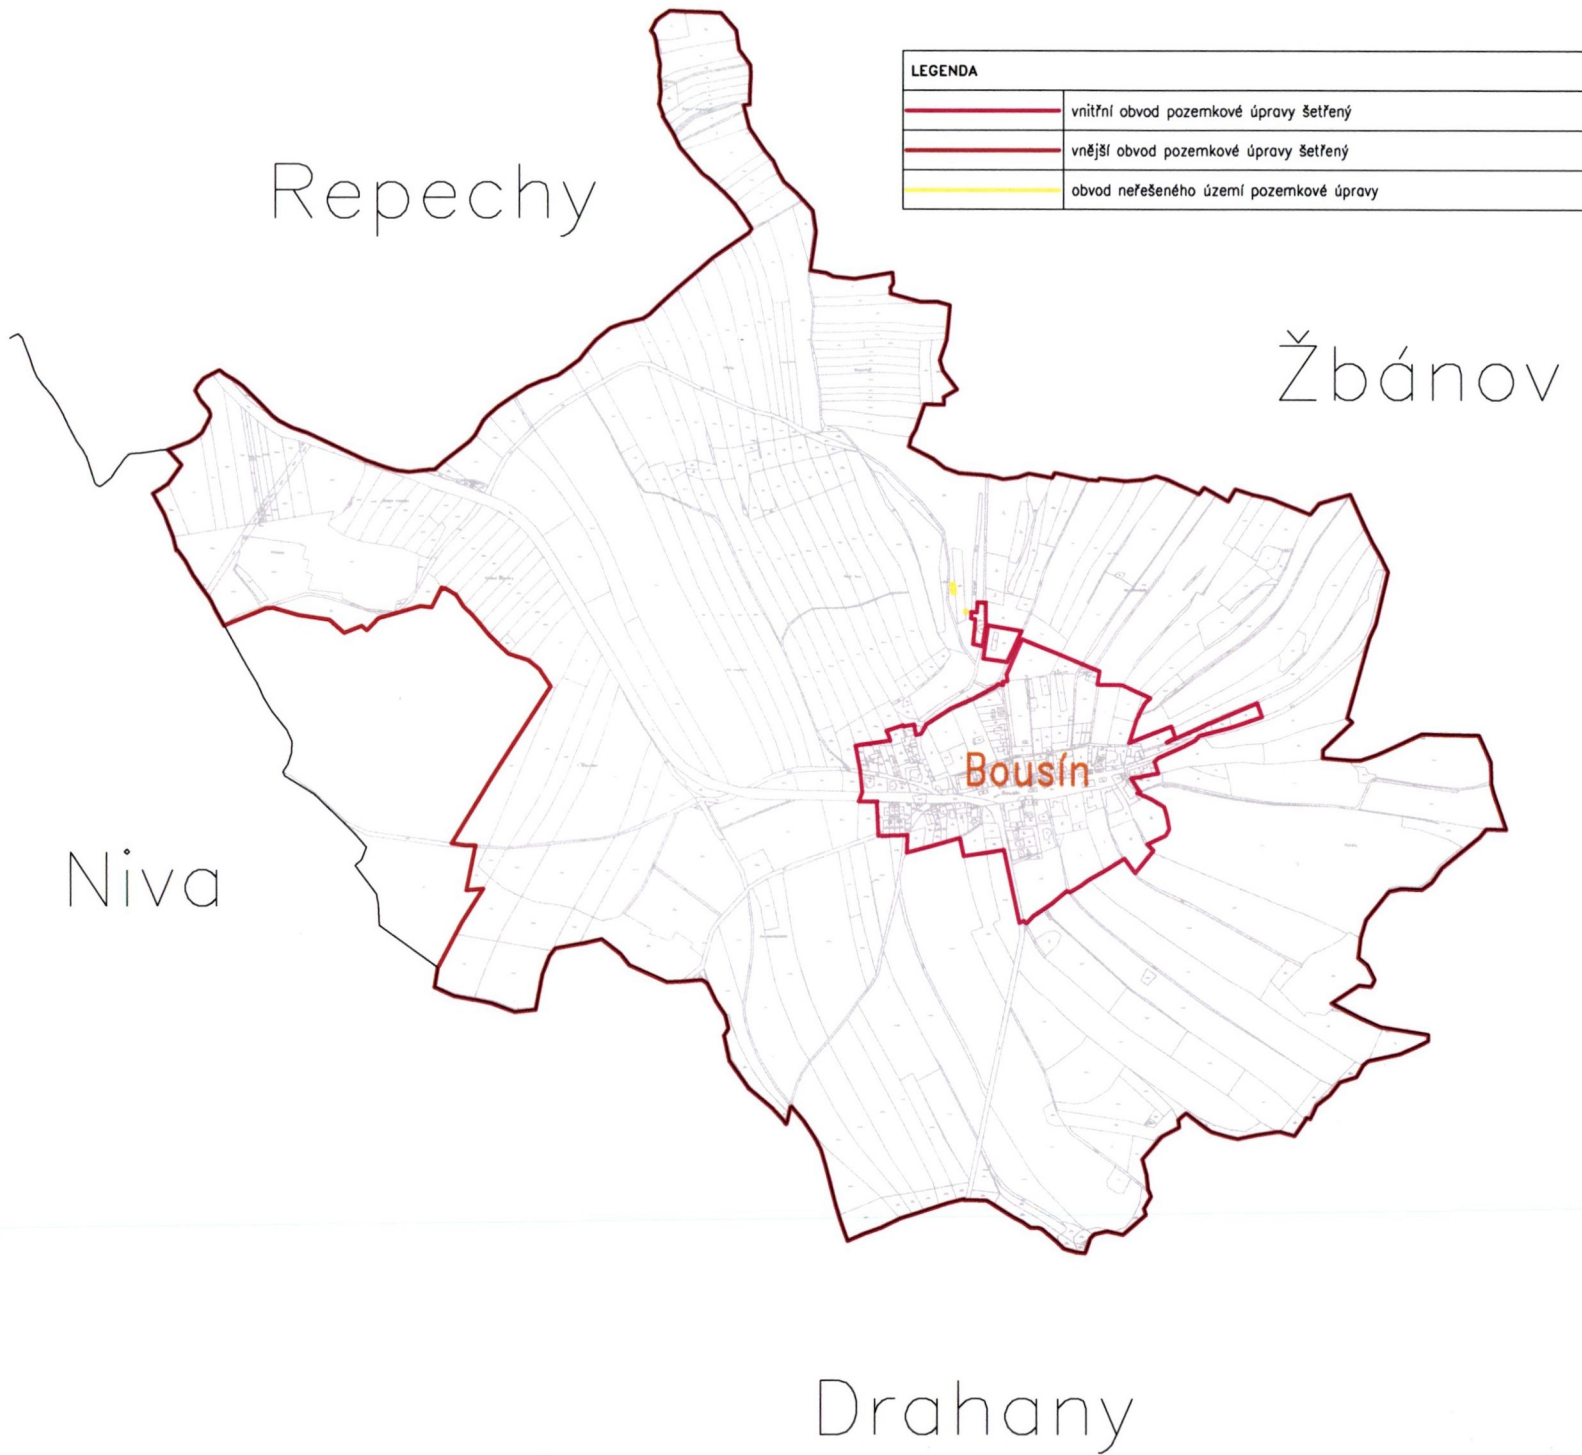 LEGENDA
vnitřní obvod pozemkové úpravy šetřený
vnější obvod pozemkové úpravy šetřený
obvod neřešeného území pozemkové úpravy
Repechy
Žbánov
Bousín
Niva
Drahany